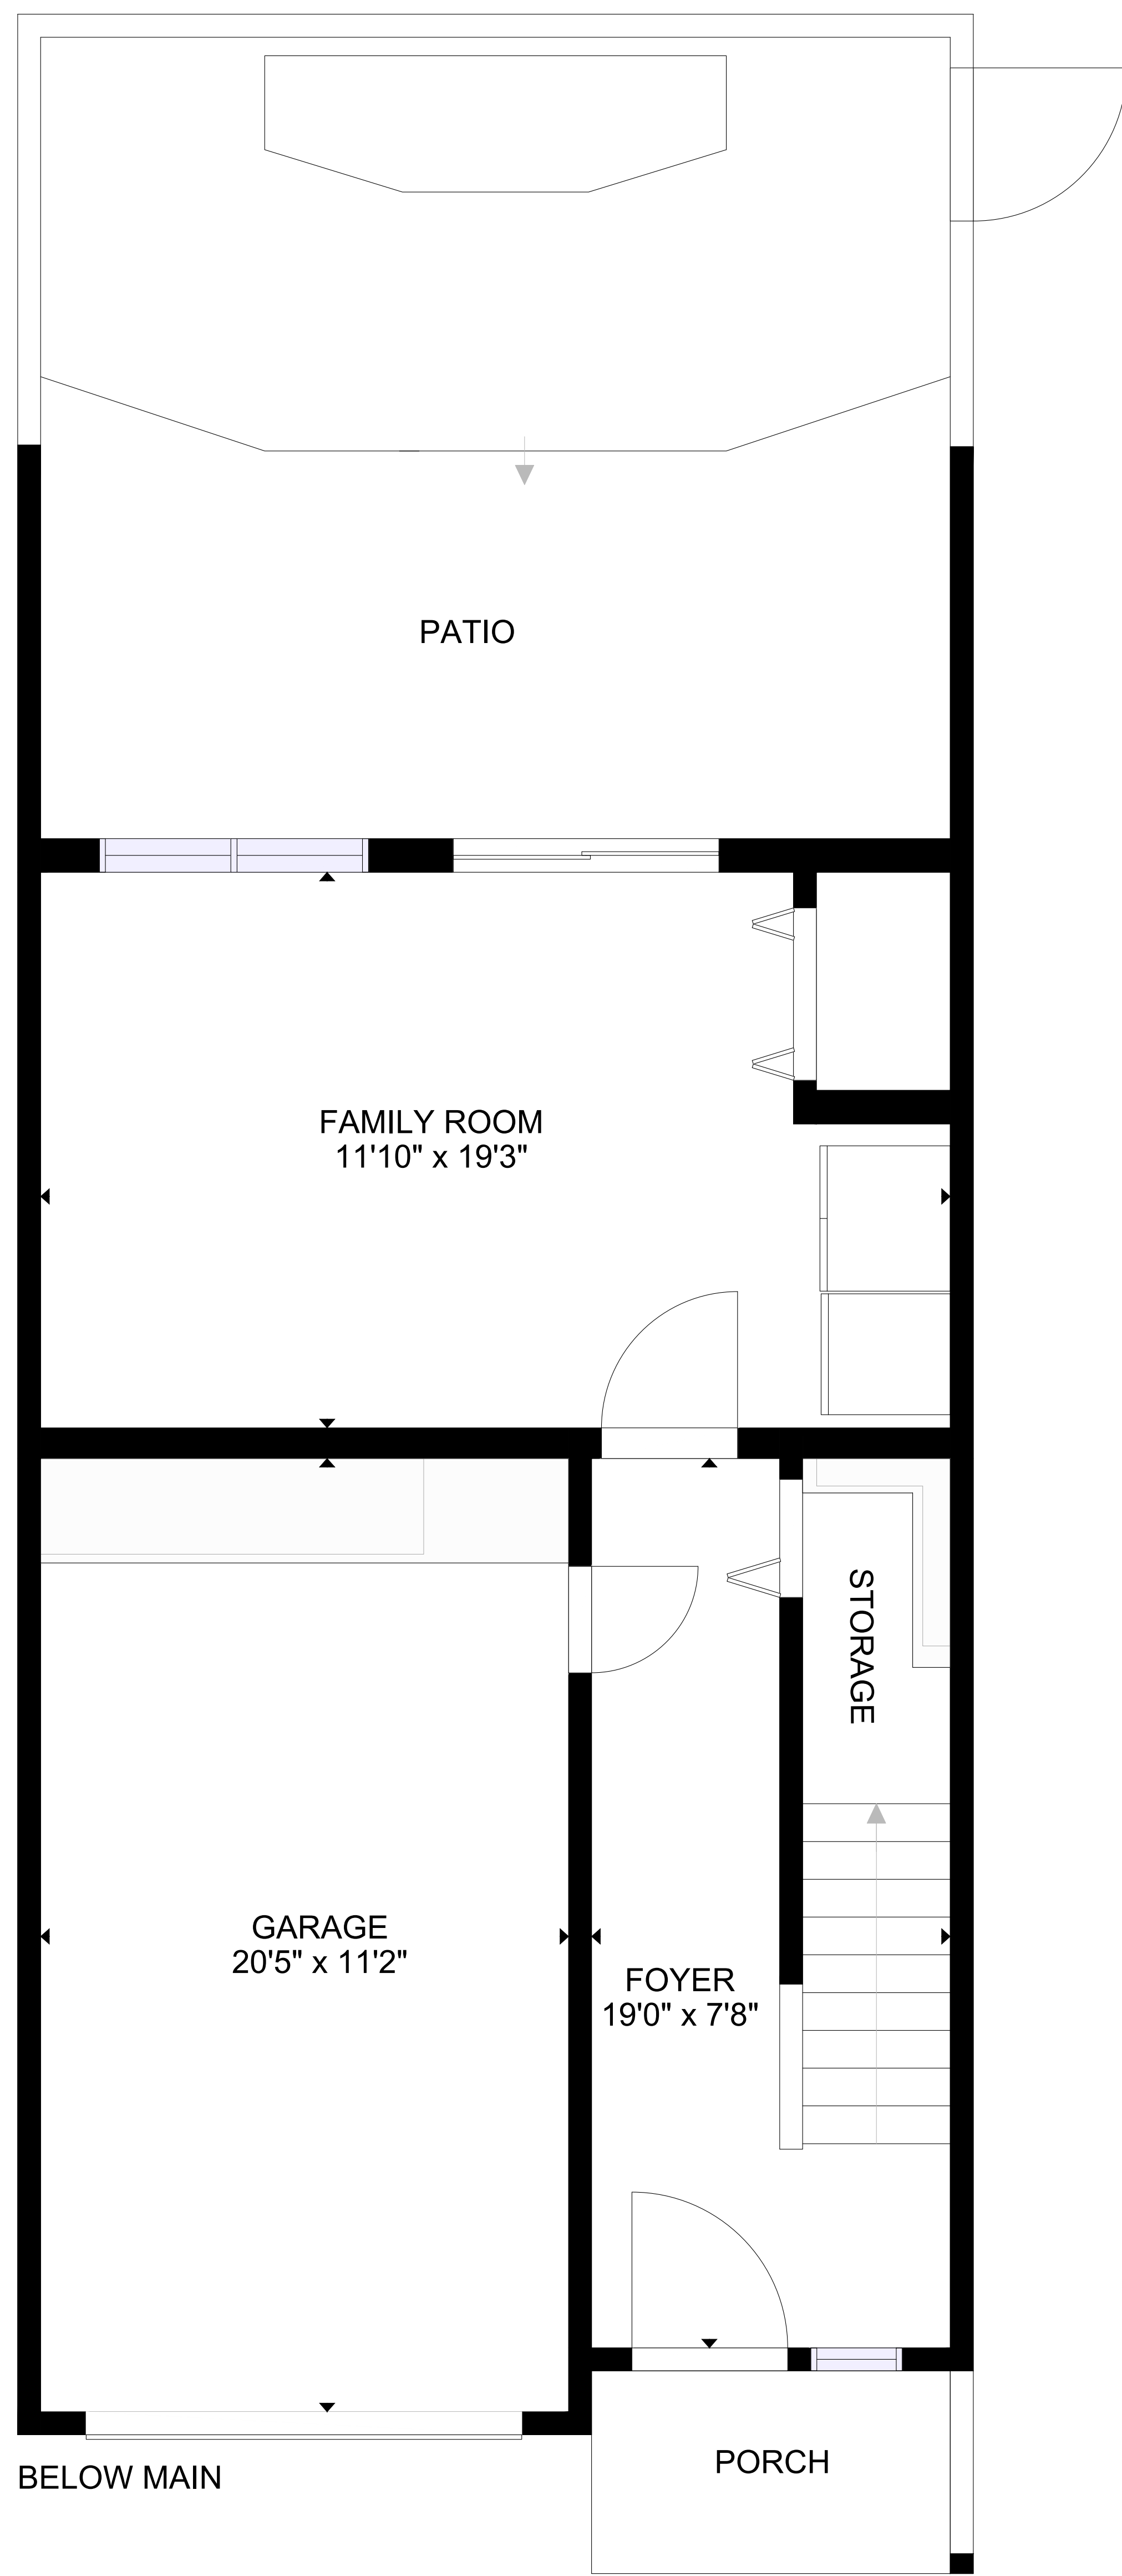 PATIO
FAMILY ROOM
11'10" x 19'3"
STORAGE
GARAGE
20'5" x 11'2"
FOYER
19'0" x 7'8"
PORCH
BELOW MAIN